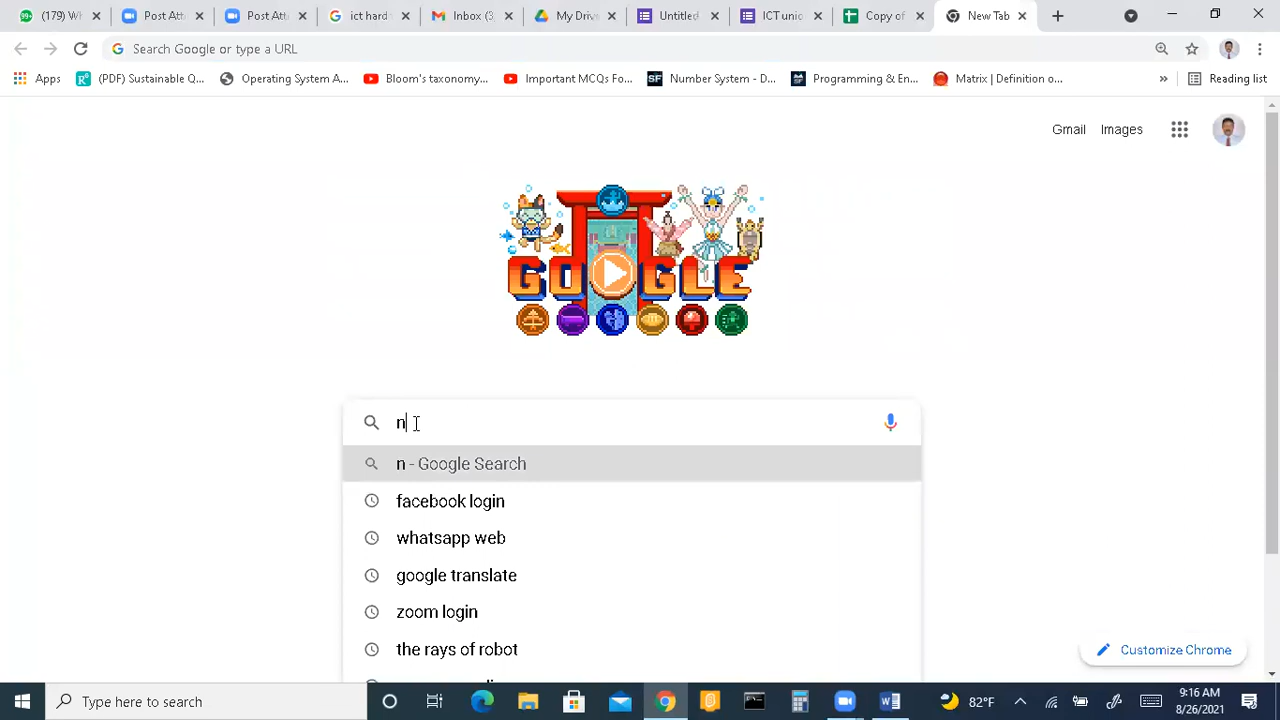 (179) W
Post Att
Post Att
ict hard
Inbox
My Driv
Untitled
ICT unic
Copy of
New Tab
Search Google or type a URL
Apps
(PDF) Sustainable Q...
Operating System A...
Bloom's taxonomy...
Important MCQs Fo...
Number System - D...
Programming & En...
Matrix | Definition o...
»
Reading list
Gmail
Images
GOOGLE
n
n - Google Search
facebook login
whatsapp web
google translate
zoom login
the rays of robot
Customize Chrome
Type here to search
82°F
9:16 AM
8/26/2021